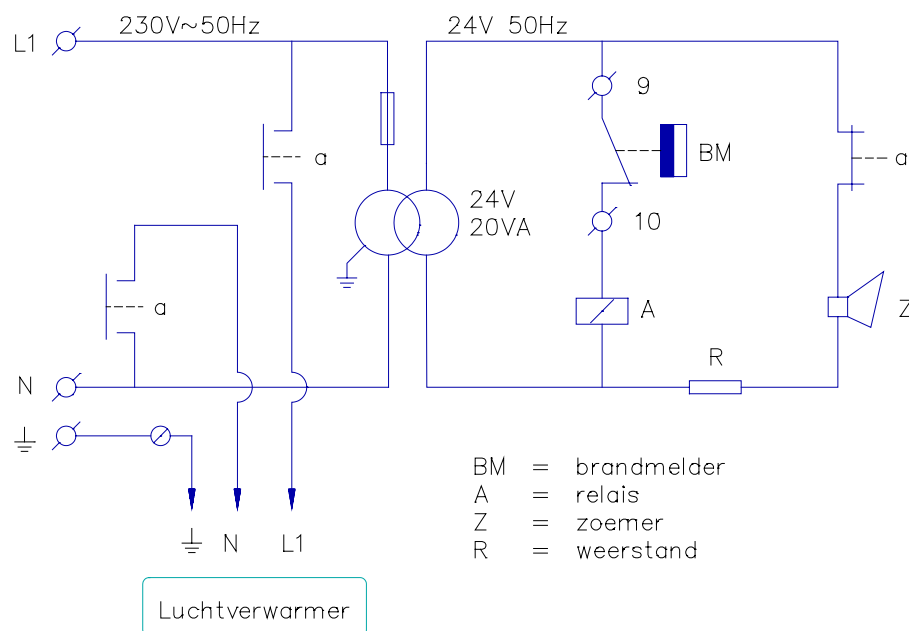 230V~50Hz
24V 50Hz
L1
9
BM
a
a
24V
20VA
10
a
A
Z
R
N
BM = brandmelder
A = relais
Z = zoemer
R = weerstand
N L1
Luchtverwarmer